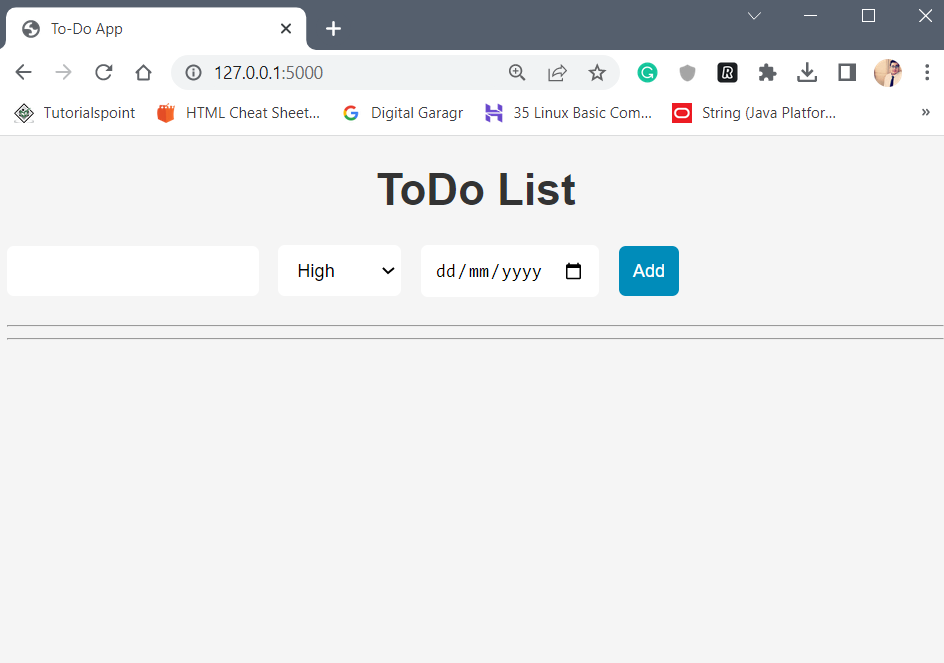 To-Do App
127.0.0.1:5000
Tutorialspoint HTML Cheat Sheet... Digital Garagr 35 Linux Basic Com... String (Java Platfor... »
ToDo List
High dd/mm/yyyy Add